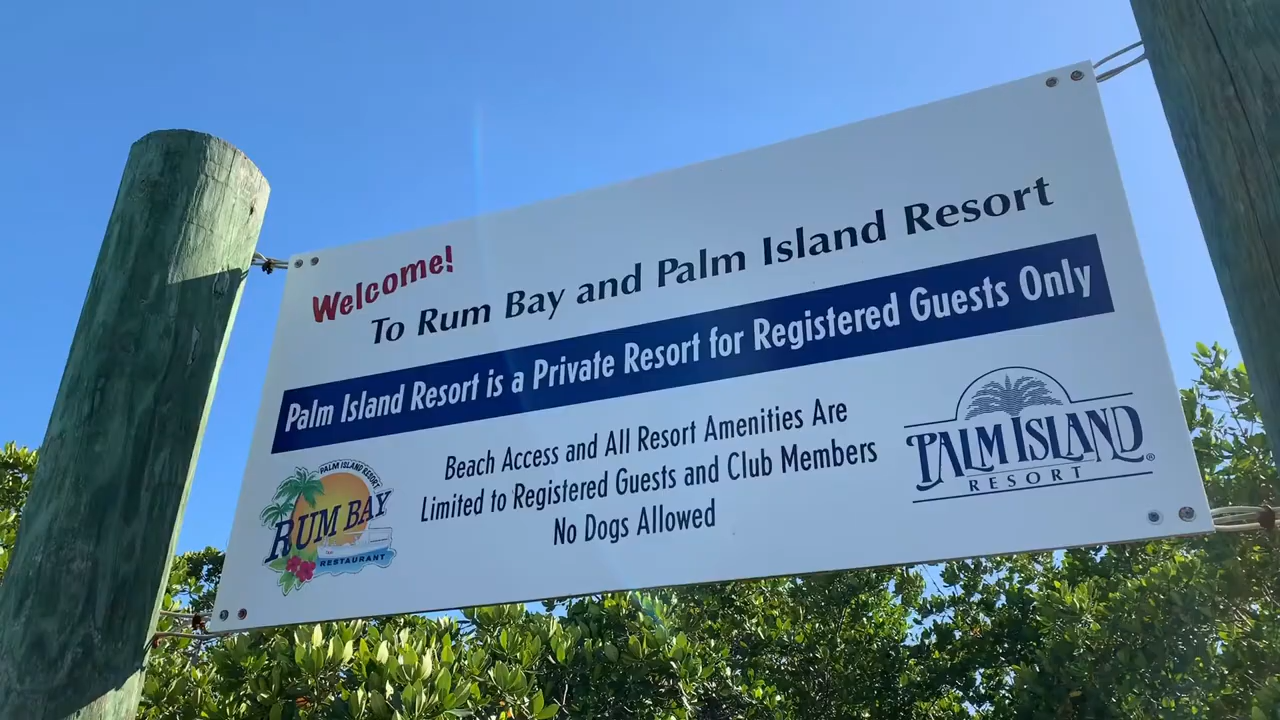 Welcome!
To Rum Bay and Palm Island Resort
Palm Island Resort is a Private Resort for Registered Guests Only
Beach Access and All Resort Amenities Are
Limited to Registered Guests and Club Members
No Dogs Allowed
PALM ISLAND RESORT
RUM BAY
RESTAURANT
PALM ISLAND®
RESORT